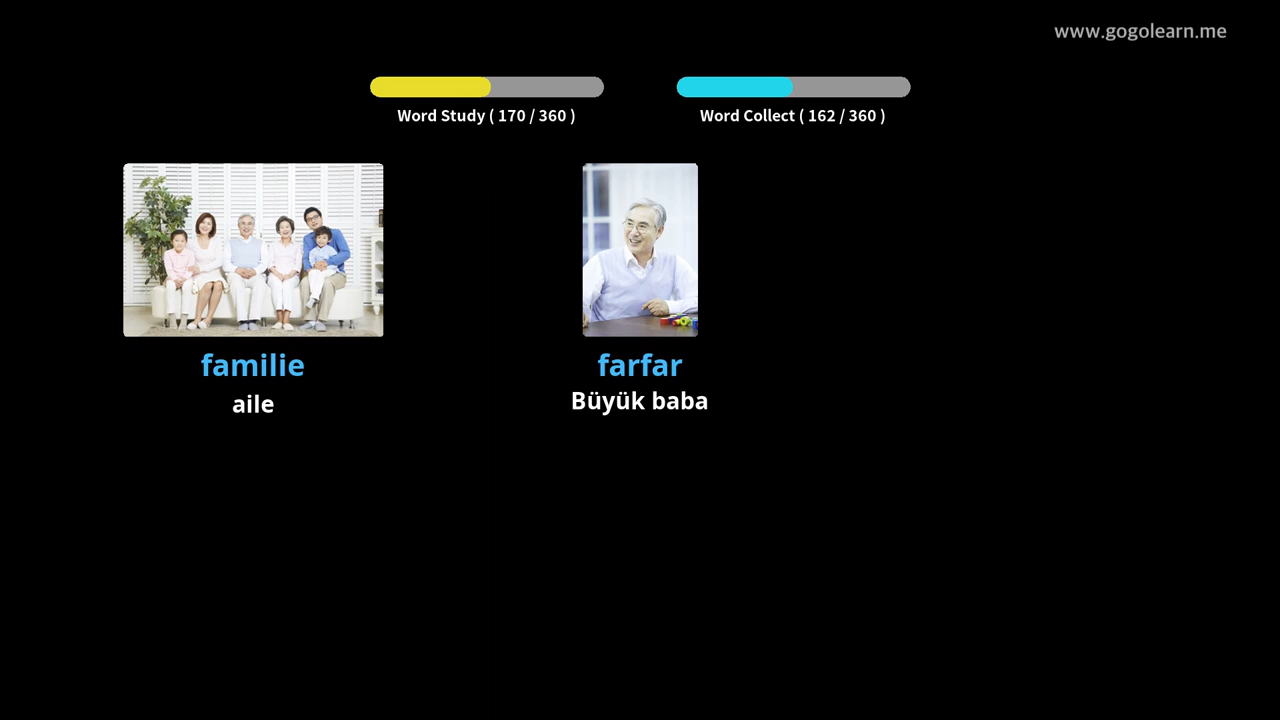 www.gogolearn.me
Word Study ( 170 / 360 )
Word Collect ( 162 / 360 )
familie
aile
farfar
Büyük baba